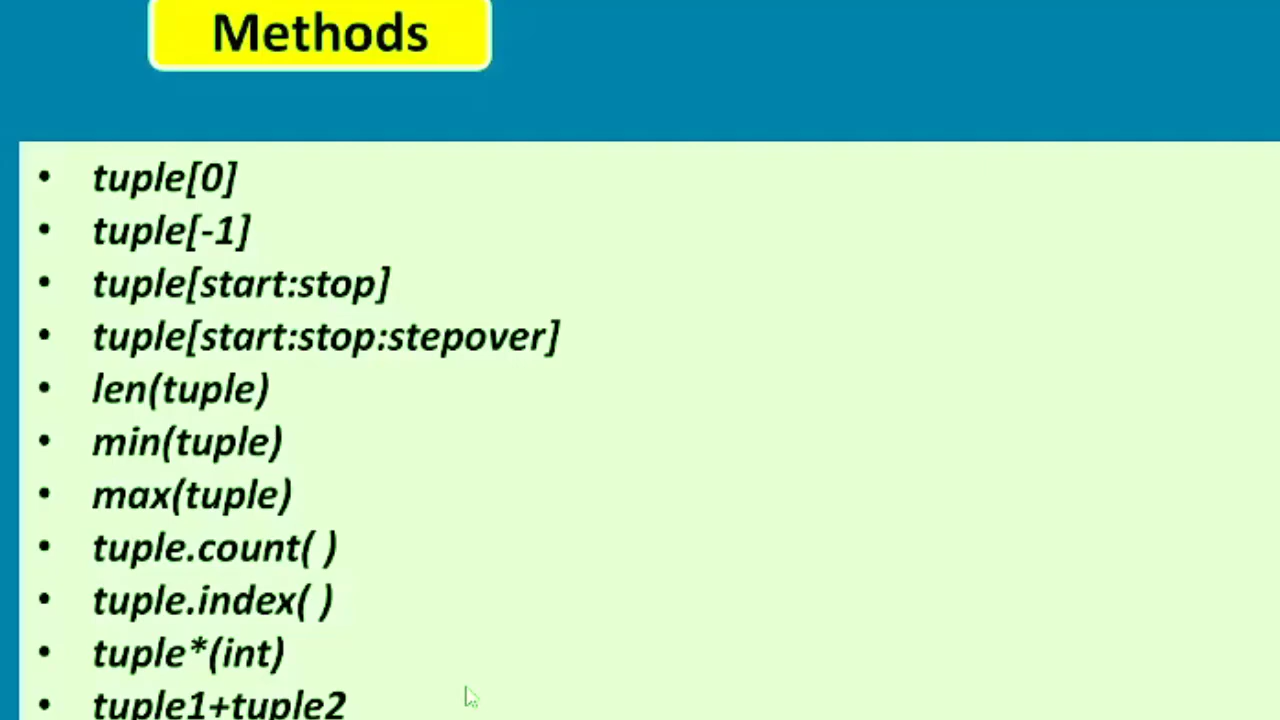 Methods
• tuple[0]
• tuple[-1]
• tuple[start:stop]
• tuple[start:stop:stepover]
• len(tuple)
• min(tuple)
• max(tuple)
• tuple.count( )
• tuple.index( )
• tuple*(int)
• tuple1+tuple2